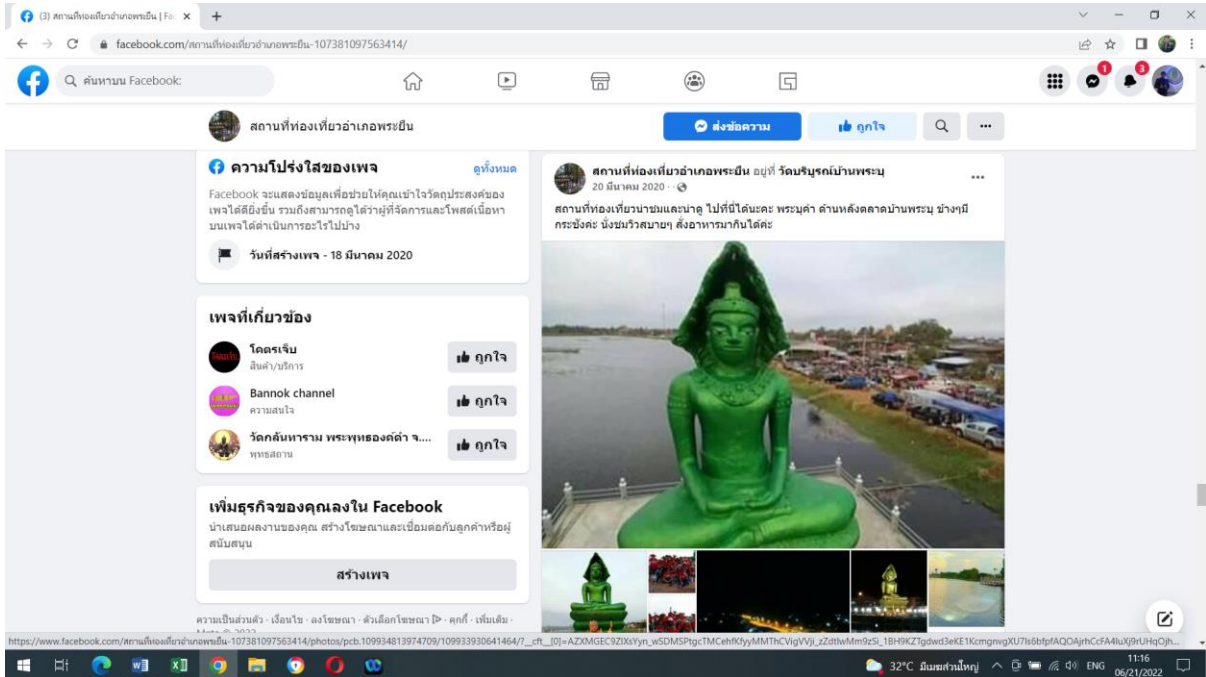 (3) สถานที่ท่องเที่ยวอำเภอพระยืน | Fac
facebook.com/สถานที่ท่องเที่ยวอำเภอพระยืน-107381097563414/
ค้นหาบน Facebook:
1
3
สถานที่ท่องเที่ยวอำเภอพระยืน
ส่งข้อความ
ถูกใจ
ความโปร่งใสของเพจ
ดูทั้งหมด
Facebook จะแสดงข้อมูลเพื่อช่วยให้คุณเข้าใจวัตถุประสงค์ของ
เพจได้ดียิ่งขึ้น รวมถึงสามารถดูได้ว่าผู้ที่จัดการและโพสต์เนื้อหา
บนเพจได้ดำเนินการอะไรไปบ้าง
วันที่สร้างเพจ - 18 มีนาคม 2020
เพจที่เกี่ยวข้อง
โคตรเจ็บ
สินค้า/บริการ
ถูกใจ
Bannok channel
ความสนใจ
ถูกใจ
วัดกลันทาราม พระพุทธองค์ดำ จ....
พุทธสถาน
ถูกใจ
เพิ่มธุรกิจของคุณลงใน Facebook
นำเสนอผลงานของคุณ สร้างโฆษณาและเชื่อมต่อกับลูกค้าหรือผู้
สนับสนุน
สร้างเพจ
ความเป็นส่วนตัว · เงื่อนไข · ลงโฆษณา · ตัวเลือกโฆษณา · คุกกี้ · เพิ่มเติม ·
สถานที่ท่องเที่ยวอำเภอพระยืน อยู่ที่ วัดบริบูรณ์บ้านพระบุ
20 มีนาคม 2020 ·
สถานที่ท่องเที่ยวน่าชมและน่าดู ไปที่นี่ได้นะคะ พระบุค่า ด้านหลังตลาดบ้านพระบุ ข้างๆมี
กระชังค่ะ นั่งชมวิวสบายๆ สั่งอาหารมากินได้ค่ะ
32°C มีเมฆส่วนใหญ่
ENG
11:16
06/21/2022